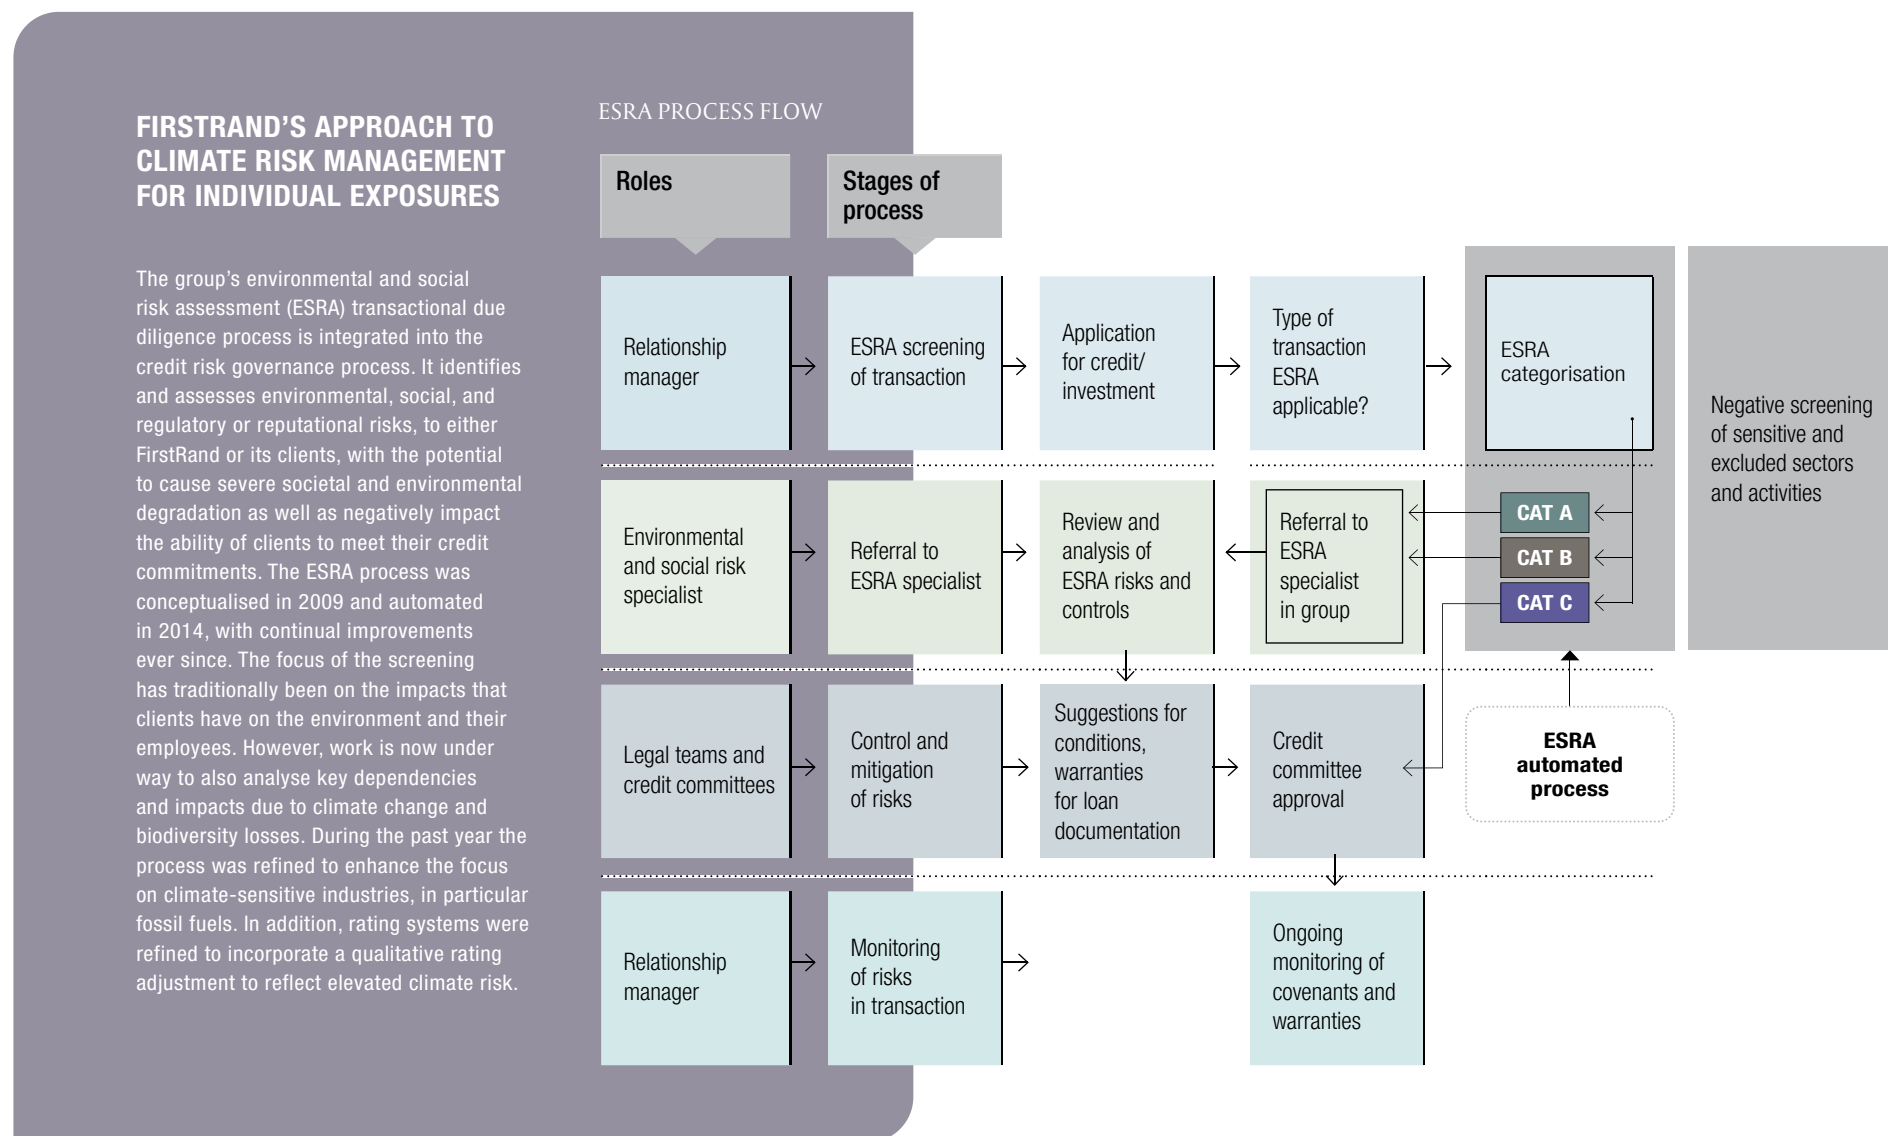 FIRSTRAND'S APPROACH TO
CLIMATE RISK MANAGEMENT
FOR INDIVIDUAL EXPOSURES
The group's environmental and social
risk assessment (ESRA) transactional due
diligence process is integrated into the
credit risk governance process. It identifies
and assesses environmental, social, and
regulatory or reputational risks, to either
FirstRand or its clients, with the potential
to cause severe societal and environmental
degradation as well as negatively impact
the ability of clients to meet their credit
commitments. The ESRA process was
conceptualised in 2009 and automated
in 2014, with continual improvements
ever since. The focus of the screening
has traditionally been on the impacts that
clients have on the environment and their
employees. However, work is now under
way to also analyse key dependencies
and impacts due to climate change and
biodiversity losses. During the past year the
process was refined to enhance the focus
on climate-sensitive industries, in particular
fossil fuels. In addition, rating systems were
refined to incorporate a qualitative rating
adjustment to reflect elevated climate risk.
ESRA PROCESS FLOW
Roles
Stages of
process
Relationship
manager
ESRA screening
of transaction
Application
for credit/
investment
Type of
transaction
ESRA
applicable?
ESRA
categorisation
Negative screening
of sensitive and
excluded sectors
and activities
Environmental
and social risk
specialist
Referral to
ESRA specialist
Review and
analysis of
ESRA risks and
controls
Referral to
ESRA
specialist
in group
CAT A
CAT B
CAT C
Legal teams and
credit committees
Control and
mitigation
of risks
Suggestions for
conditions,
warranties
for loan
documentation
Credit
committee
approval
ESRA
automated
process
Relationship
manager
Monitoring
of risks
in transaction
Ongoing
monitoring of
covenants and
warranties